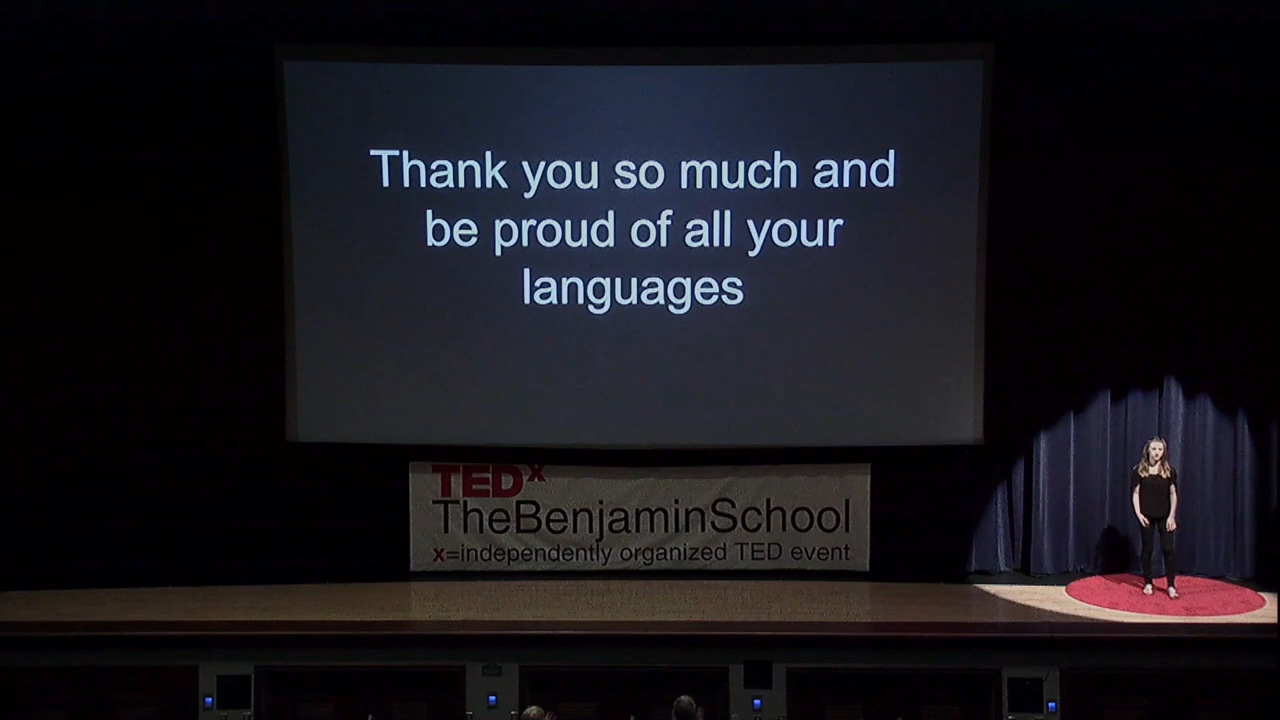 Thank you so much and
be proud of all your
languages
TEDx
TheBenjaminSchool
x=independently organized TED event